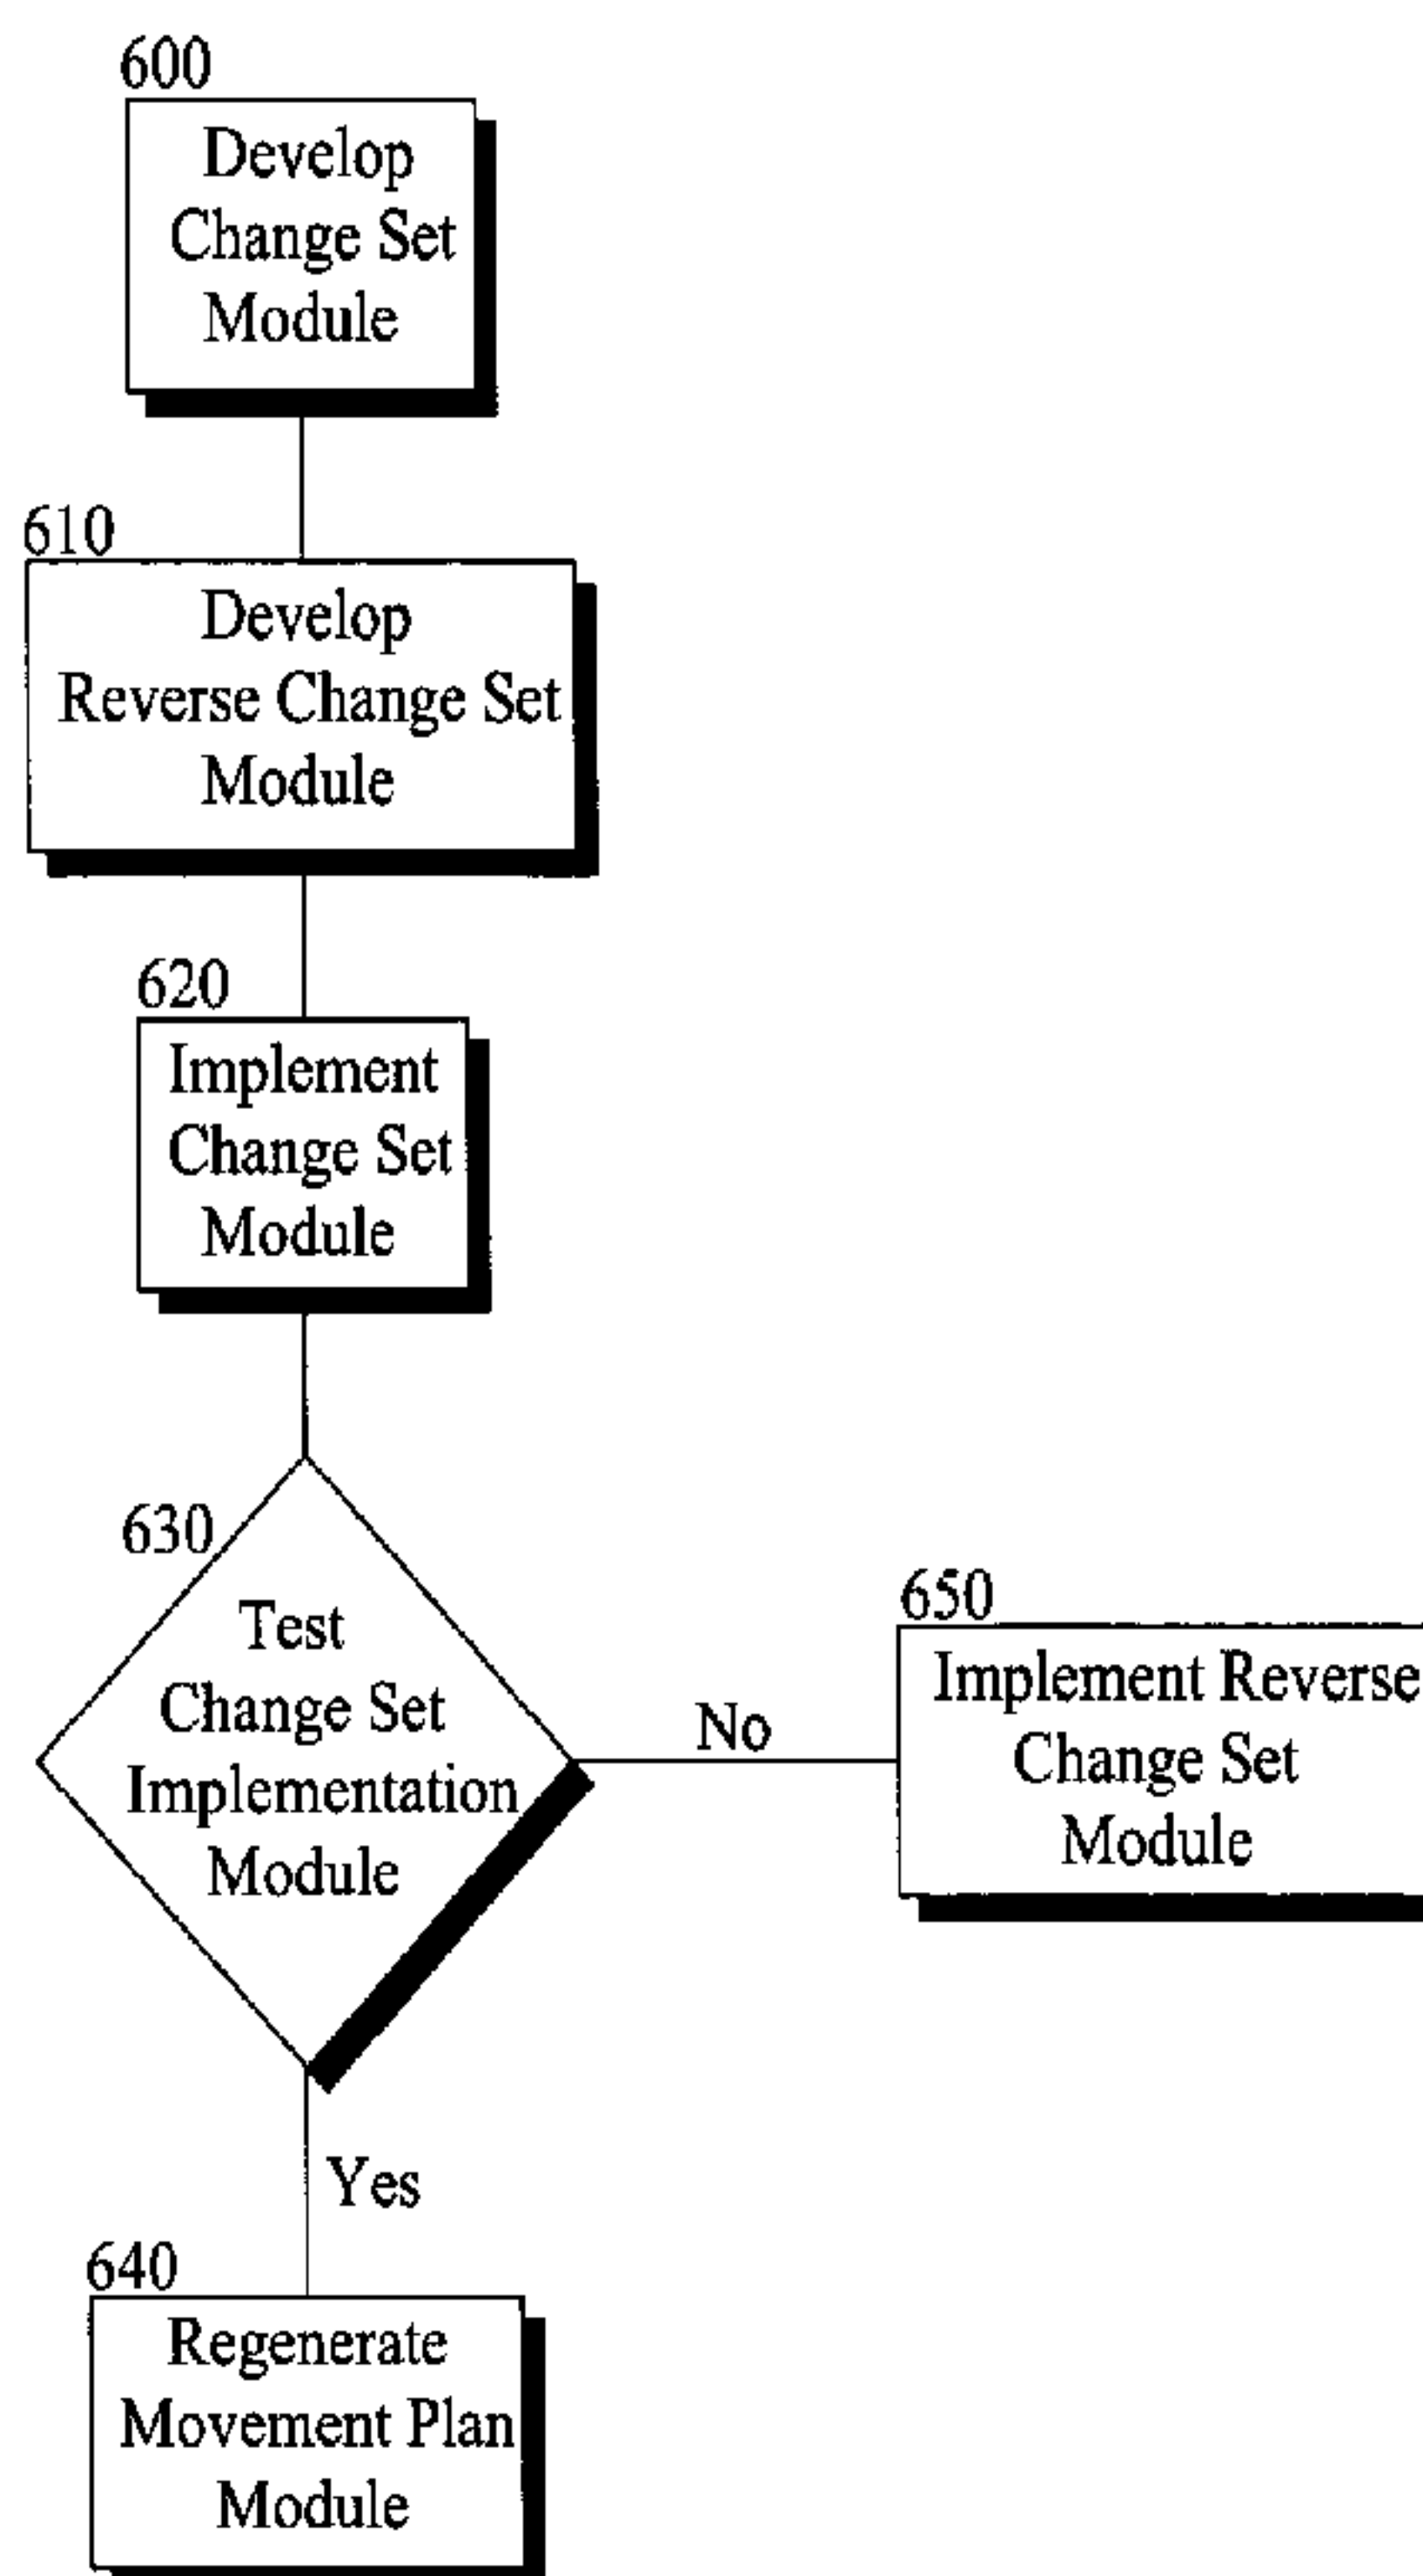 600
Develop
Change Set
Module
610
Develop
Reverse Change Set
Module
620
Implement
Change Set
Module
630
Test
Change Set
Implementation
Module
No
650
Implement Reverse
Change Set
Module
Yes
640
Regenerate
Movement Plan
Module